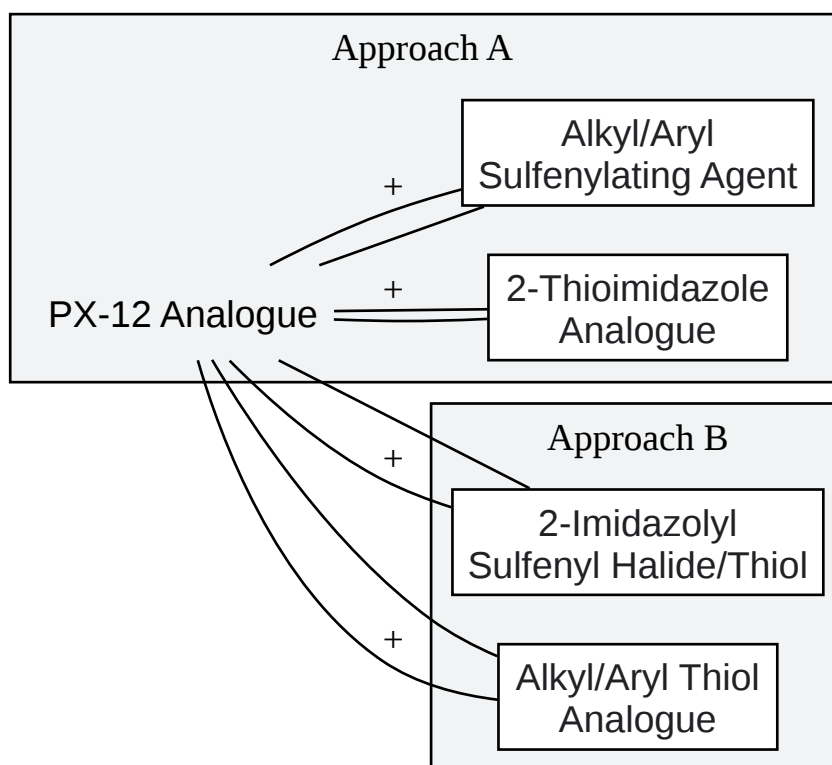 Approach A
+
Alkyl/Aryl
Sulfenylating Agent
+
2-Thioimidazole
Analogue
PX-12 Analogue
Approach B
+
2-Imidazolyl
Sulfenyl Halide/Thiol
+
Alkyl/Aryl Thiol
Analogue